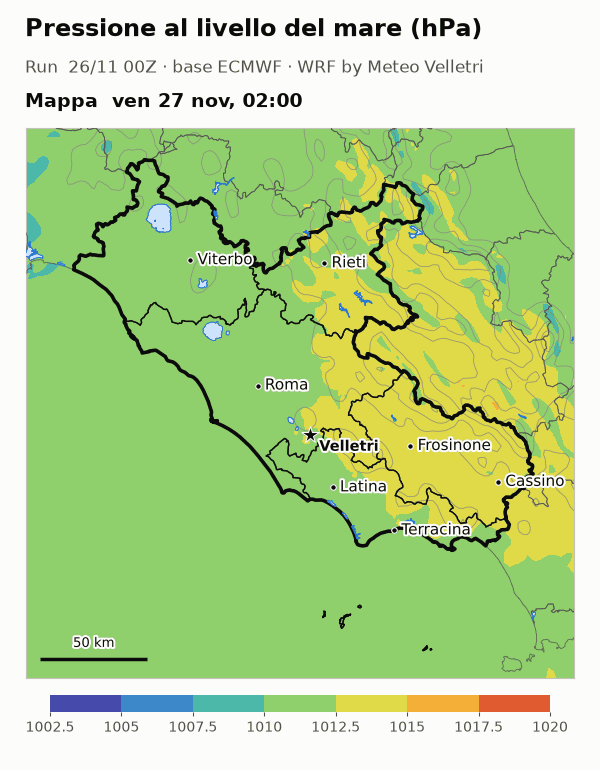 Pressione al livello del mare (hPa)
Run  26/11 00Z · base ECMWF · WRF by Meteo Velletri
Mappa  ven 27 nov, 02:00
Viterbo
Rieti
Roma
Velletri
Frosinone
Cassino
Latina
Terracina
50 km
1002.5 1005 1007.5 1010 1012.5 1015 1017.5 1020